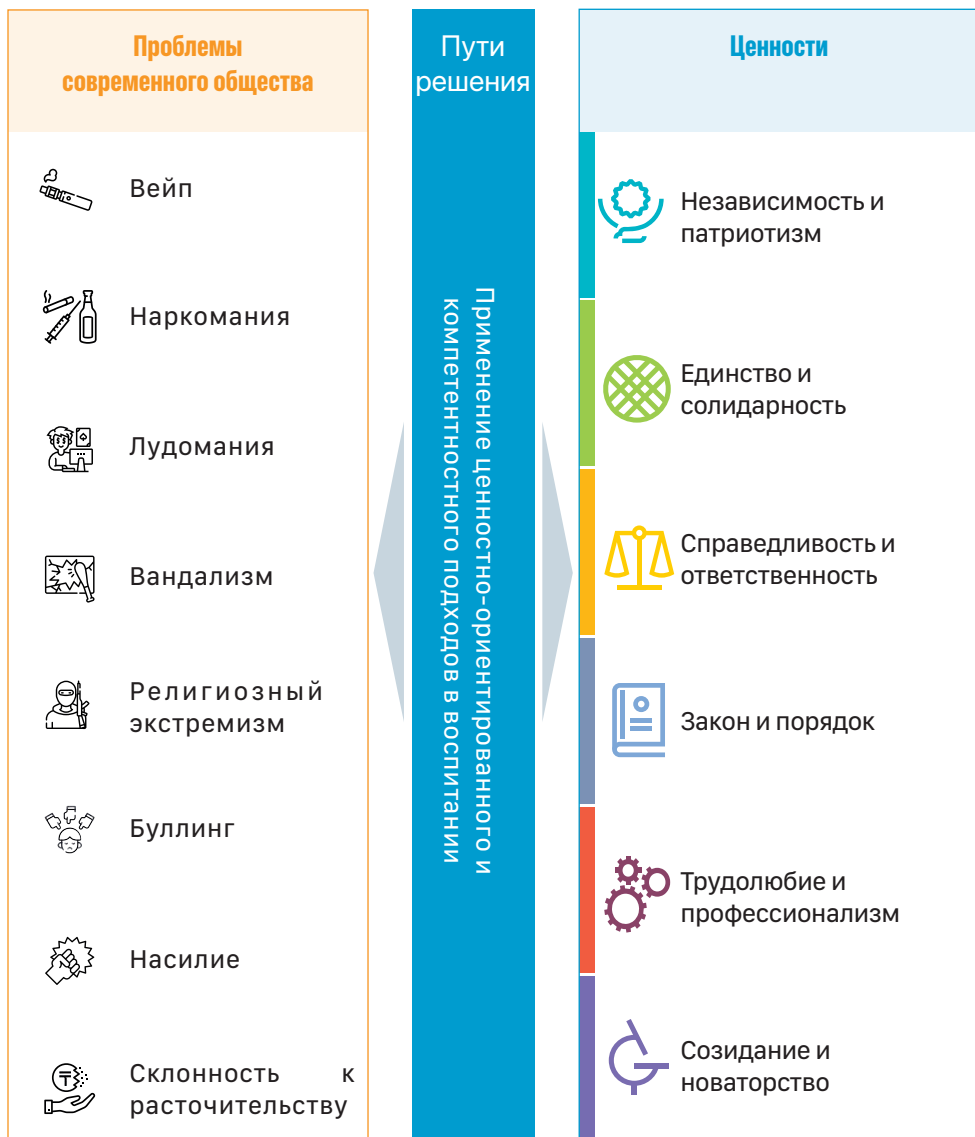 Проблемы
современного общества
Вейп
Наркомания
Лудомания
Вандализм
Религиозный
экстремизм
Буллинг
Насилие
Склонность к
расточительству
Пути
решения
Применение ценностно-ориентированного и
компетентностного подходов в воспитании
Ценности
Независимость и
патриотизм
Единство и
солидарность
Справедливость и
ответственность
Закон и порядок
Трудолюбие и
профессионализм
Созидание и
новаторство